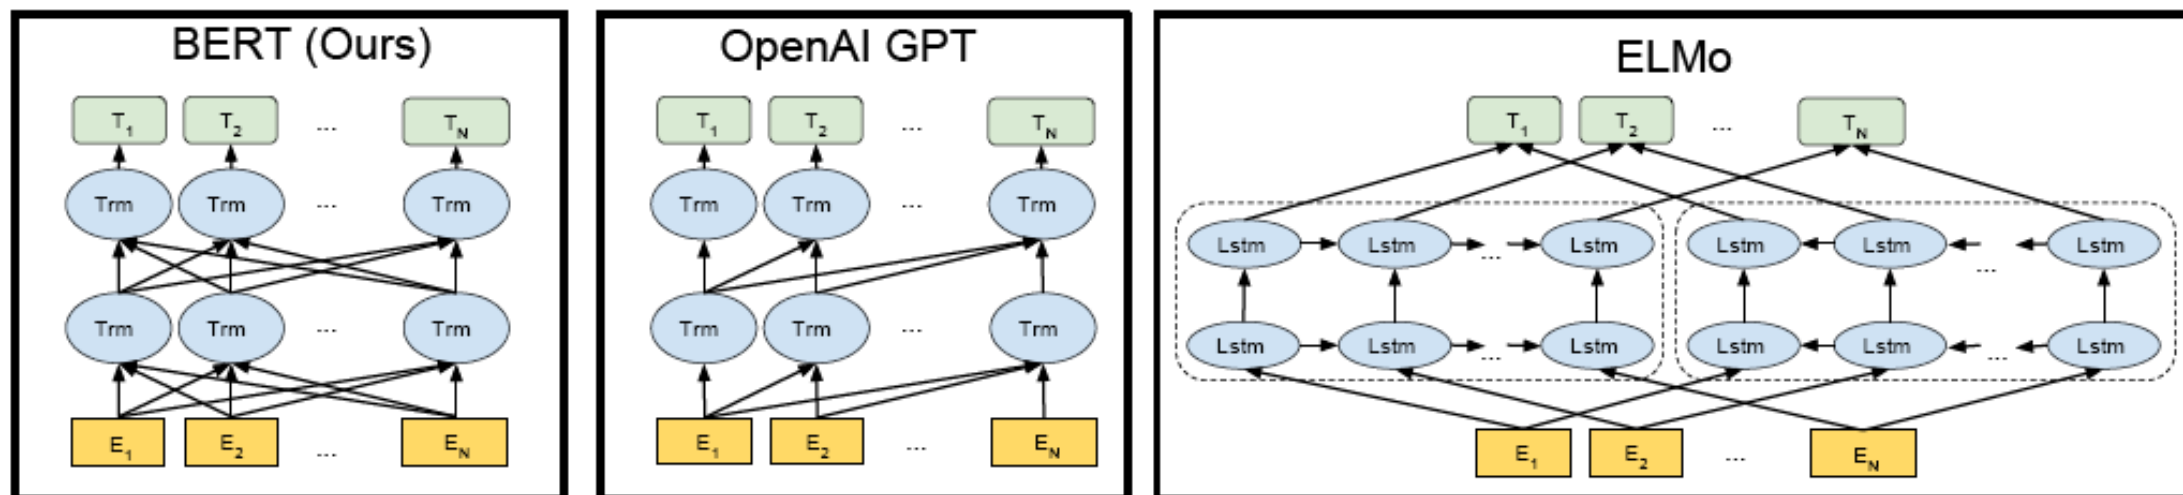 BERT (Ours)
T1 T2 ... TN
Trm Trm ... Trm
Trm Trm ... Trm
E1 E2 ... EN
OpenAI GPT
T1 T2 ... TN
Trm Trm ... Trm
Trm Trm ... Trm
E1 E2 ... EN
ELMo
T1 T2 ... TN
Lstm Lstm ... Lstm Lstm Lstm ... Lstm
Lstm Lstm ... Lstm Lstm Lstm ... Lstm
E1 E2 ... EN